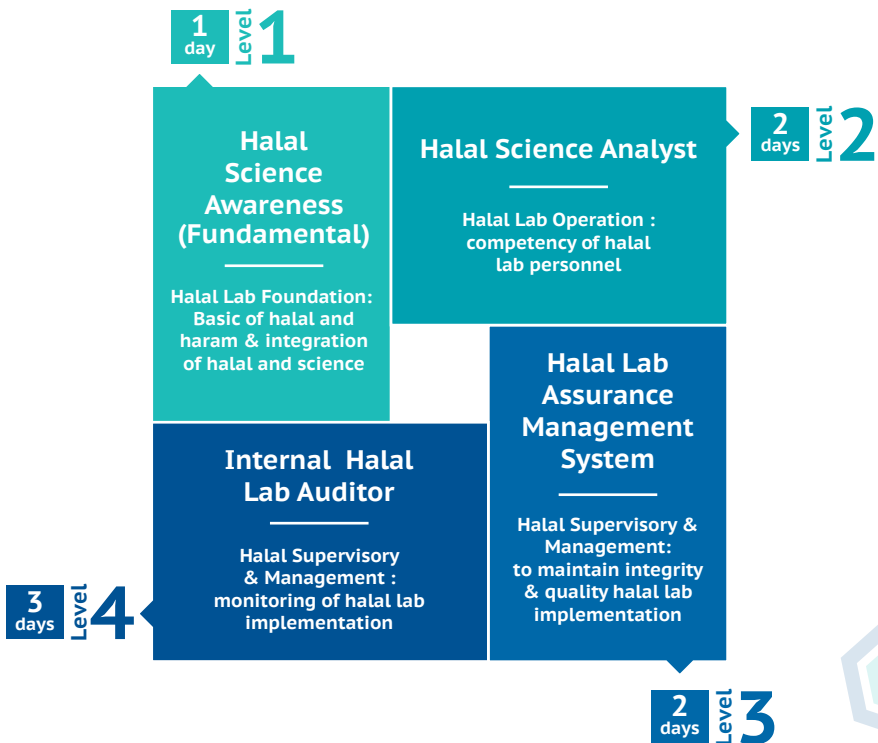 1
day
Level
1
Halal
Science
Awareness
(Fundamental)
Halal Lab Foundation:
Basic of halal and
haram & integration
of halal and science
Halal Science Analyst
Halal Lab Operation :
competency of halal
lab personnel
2
days
Level
2
Halal Lab
Assurance
Management
System
Halal Supervisory &
Management:
to maintain integrity
& quality halal lab
implementation
2
days
Level
3
Internal Halal
Lab Auditor
Halal Supervisory
& Management :
monitoring of halal lab
implementation
3
days
Level
4